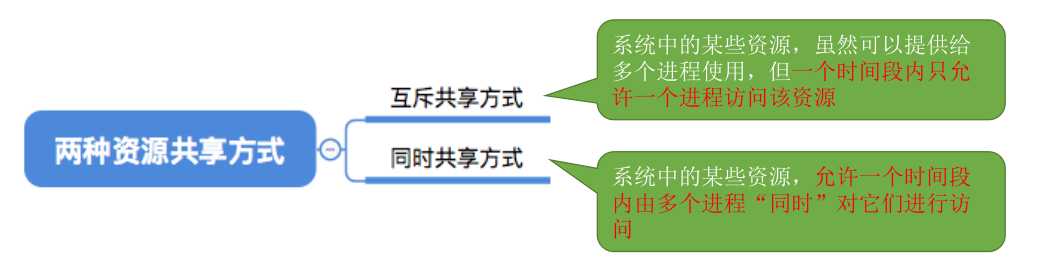 两种资源共享方式
互斥共享方式
系统中的某些资源，虽然可以提供给
多个进程使用，但一个时间段内只允
许一个进程访问该资源
同时共享方式
系统中的某些资源，允许一个时间段
内由多个进程“同时”对它们进行访
问